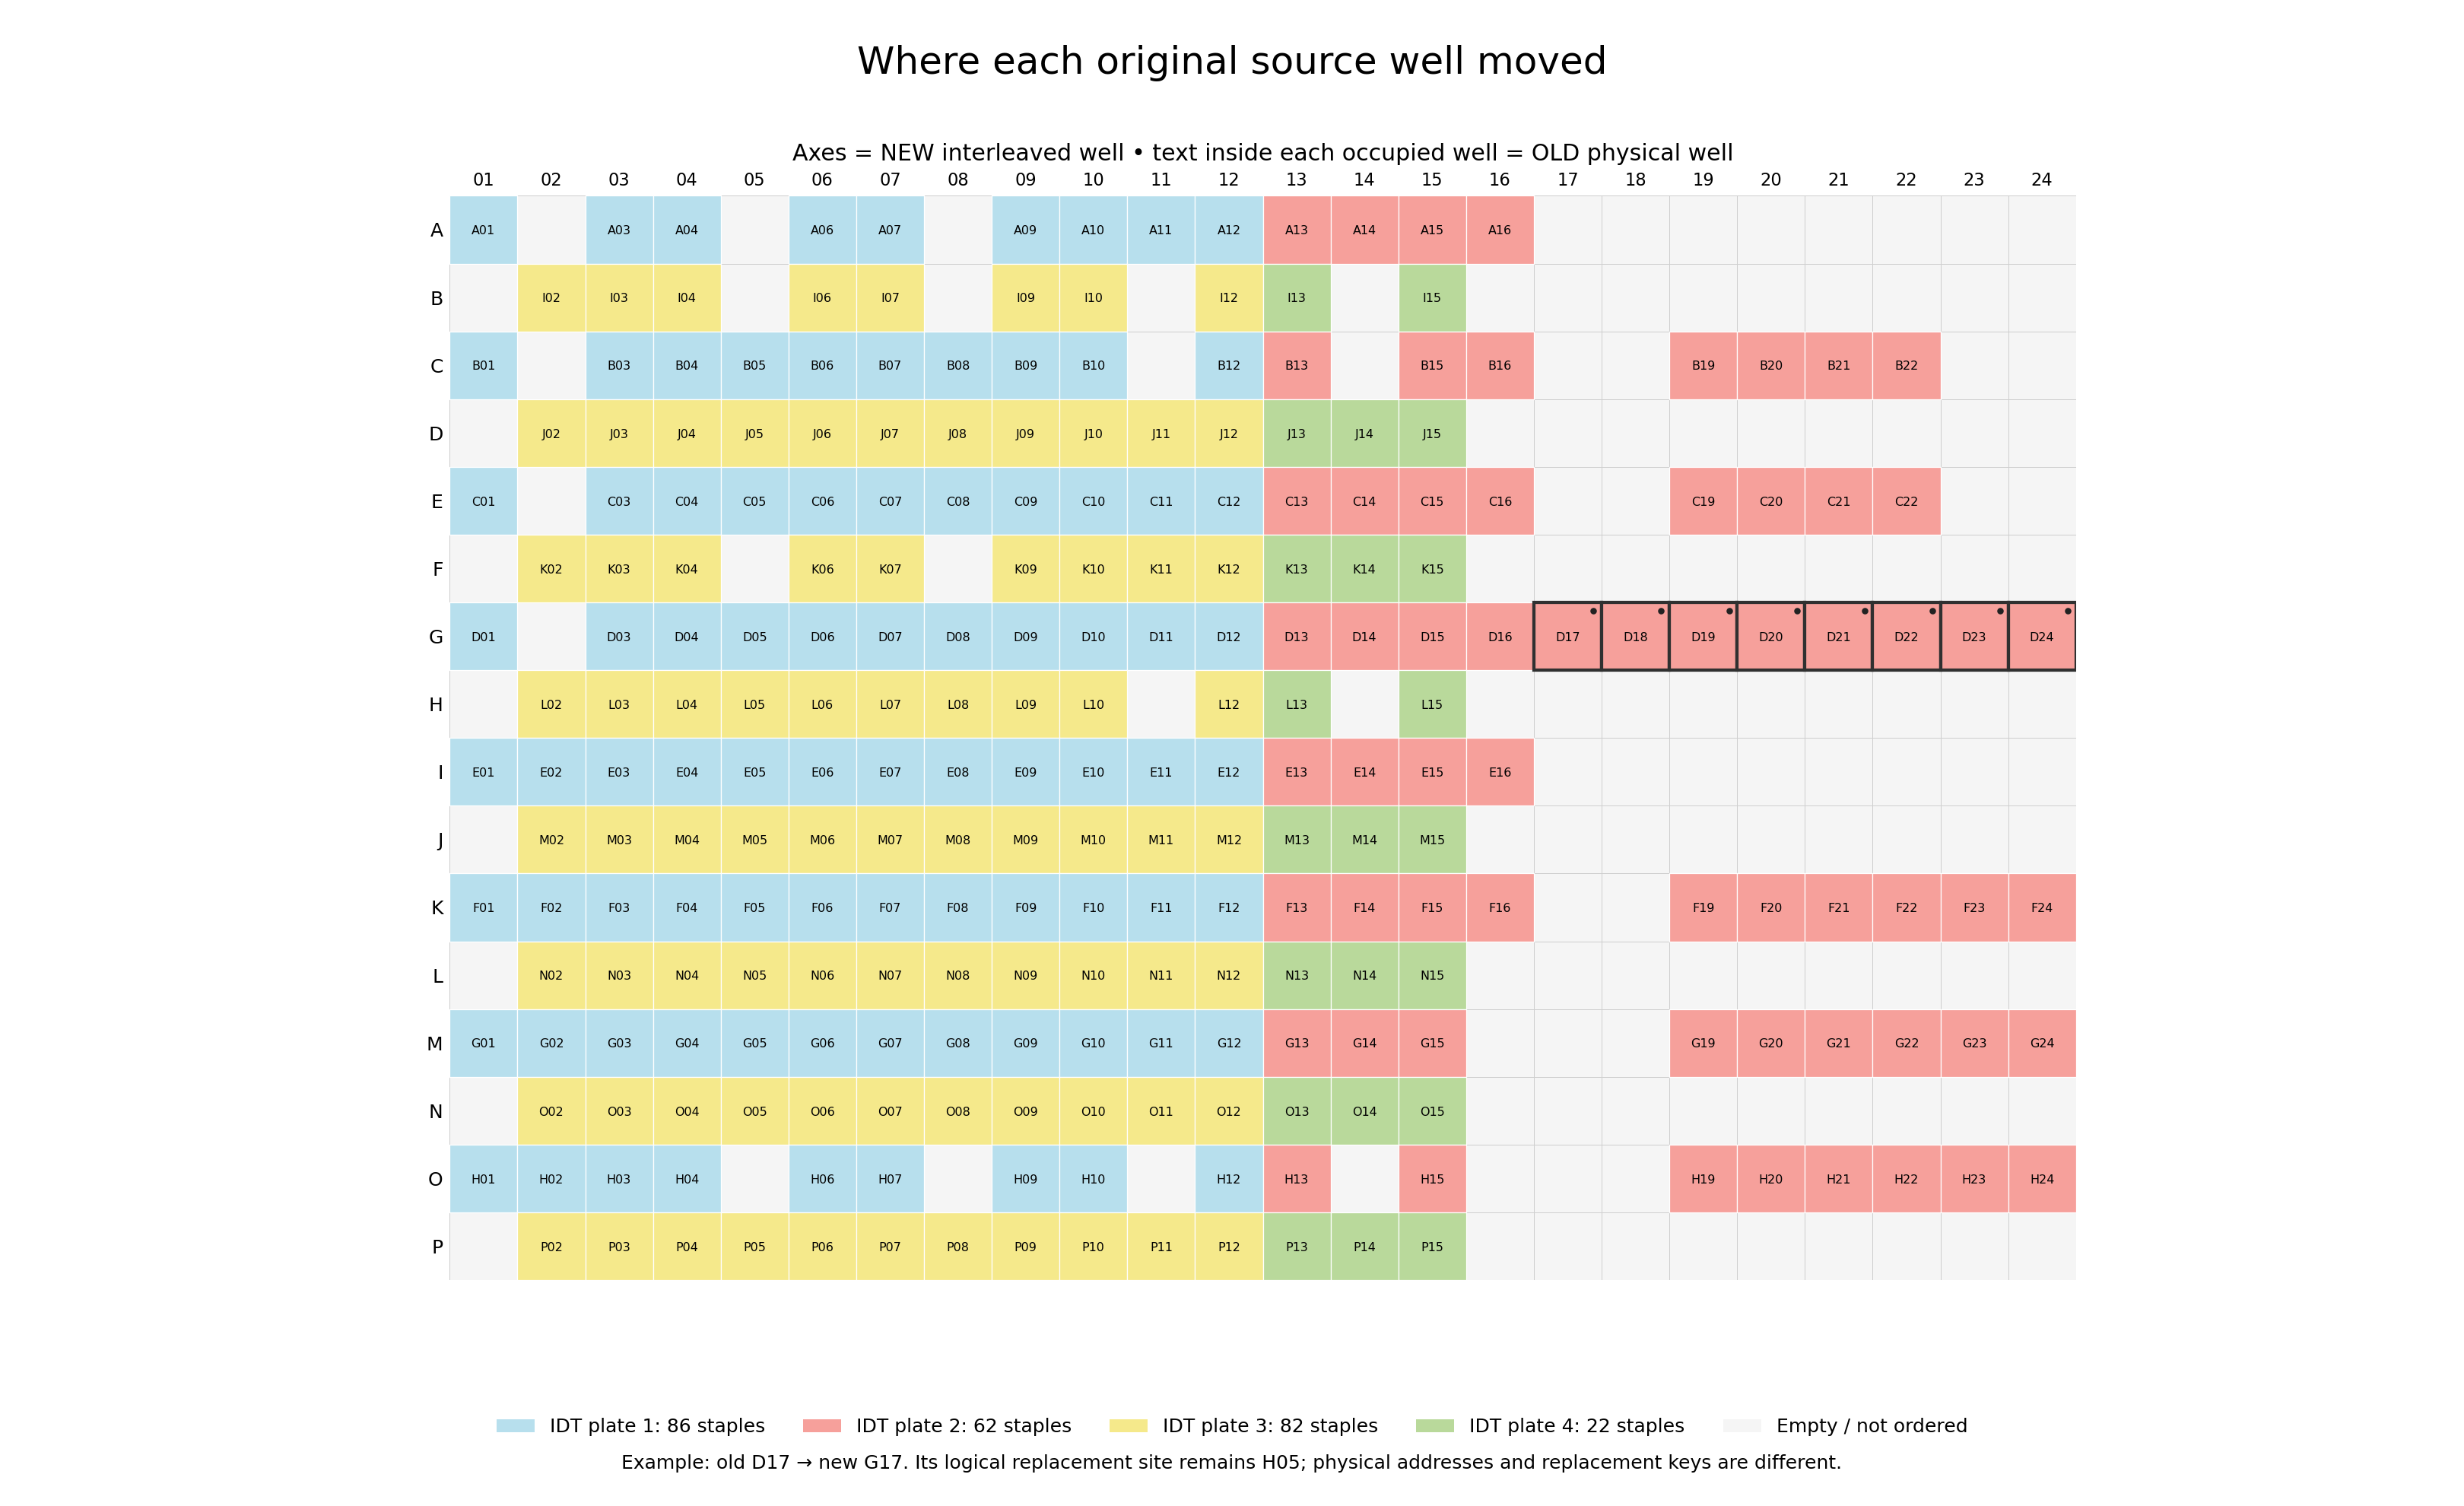 Where each original source well moved
Axes = NEW interleaved well • text inside each occupied well = OLD physical well
01 02 03 04 05 06 07 08 09 10 11 12 13 14 15 16 17 18 19 20 21 22 23 24
A A01 A03 A04 A06 A07 A09 A10 A11 A12 A13 A14 A15 A16
B I02 I03 I04 I06 I07 I09 I10 I12 I13 I15
C B01 B03 B04 B05 B06 B07 B08 B09 B10 B12 B13 B15 B16 B19 B20 B21 B22
D J02 J03 J04 J05 J06 J07 J08 J09 J10 J11 J12 J13 J14 J15
E C01 C03 C04 C05 C06 C07 C08 C09 C10 C11 C12 C13 C14 C15 C16 C19 C20 C21 C22
F K02 K03 K04 K06 K07 K09 K10 K11 K12 K13 K14 K15
G D01 D03 D04 D05 D06 D07 D08 D09 D10 D11 D12 D13 D14 D15 D16 D17 D18 D19 D20 D21 D22 D23 D24
H L02 L03 L04 L05 L06 L07 L08 L09 L10 L12 L13 L15
I E01 E02 E03 E04 E05 E06 E07 E08 E09 E10 E11 E12 E13 E14 E15 E16
J M02 M03 M04 M05 M06 M07 M08 M09 M10 M11 M12 M13 M14 M15
K F01 F02 F03 F04 F05 F06 F07 F08 F09 F10 F11 F12 F13 F14 F15 F16 F19 F20 F21 F22 F23 F24
L N02 N03 N04 N05 N06 N07 N08 N09 N10 N11 N12 N13 N14 N15
M G01 G02 G03 G04 G05 G06 G07 G08 G09 G10 G11 G12 G13 G14 G15 G19 G20 G21 G22 G23 G24
N O02 O03 O04 O05 O06 O07 O08 O09 O10 O11 O12 O13 O14 O15
O H01 H02 H03 H04 H06 H07 H09 H10 H12 H13 H15 H19 H20 H21 H22 H23 H24
P P02 P03 P04 P05 P06 P07 P08 P09 P10 P11 P12 P13 P14 P15
IDT plate 1: 86 staples IDT plate 2: 62 staples IDT plate 3: 82 staples IDT plate 4: 22 staples Empty / not ordered
Example: old D17 → new G17. Its logical replacement site remains H05; physical addresses and replacement keys are different.